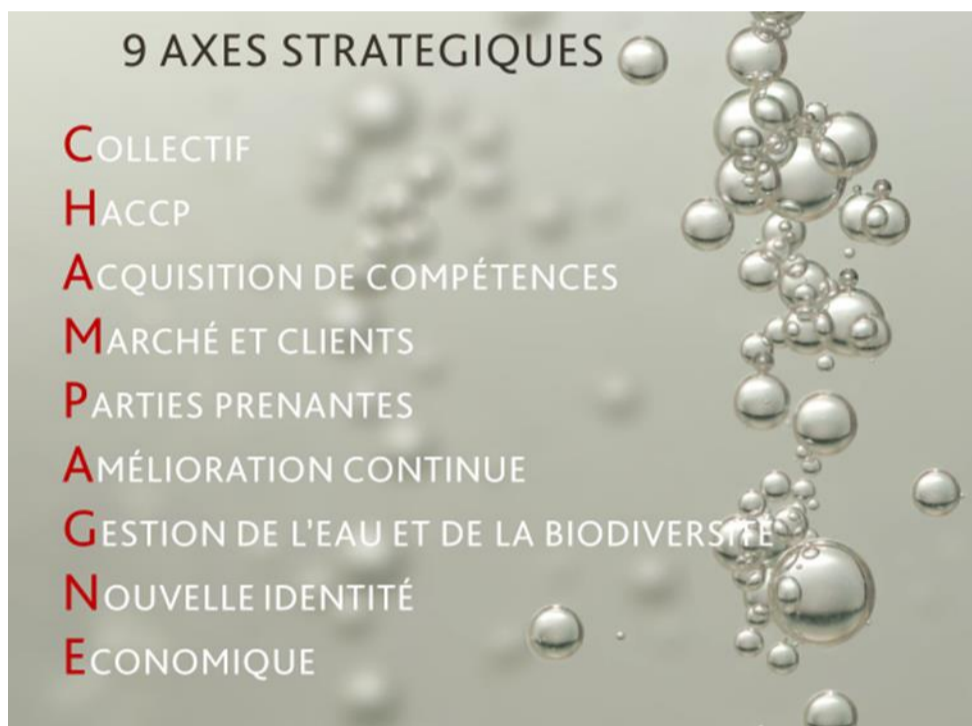 9 AXES STRATEGIQUES
COLLECTIF
HACCP
ACQUISITION DE COMPÉTENCES
MARCHÉ ET CLIENTS
PARTIES PRENANTES
AMÉLIORATION CONTINUE
GESTION DE L'EAU ET DE LA BIODIVERSITÉ
NOUVELLE IDENTITÉ
ECONOMIQUE